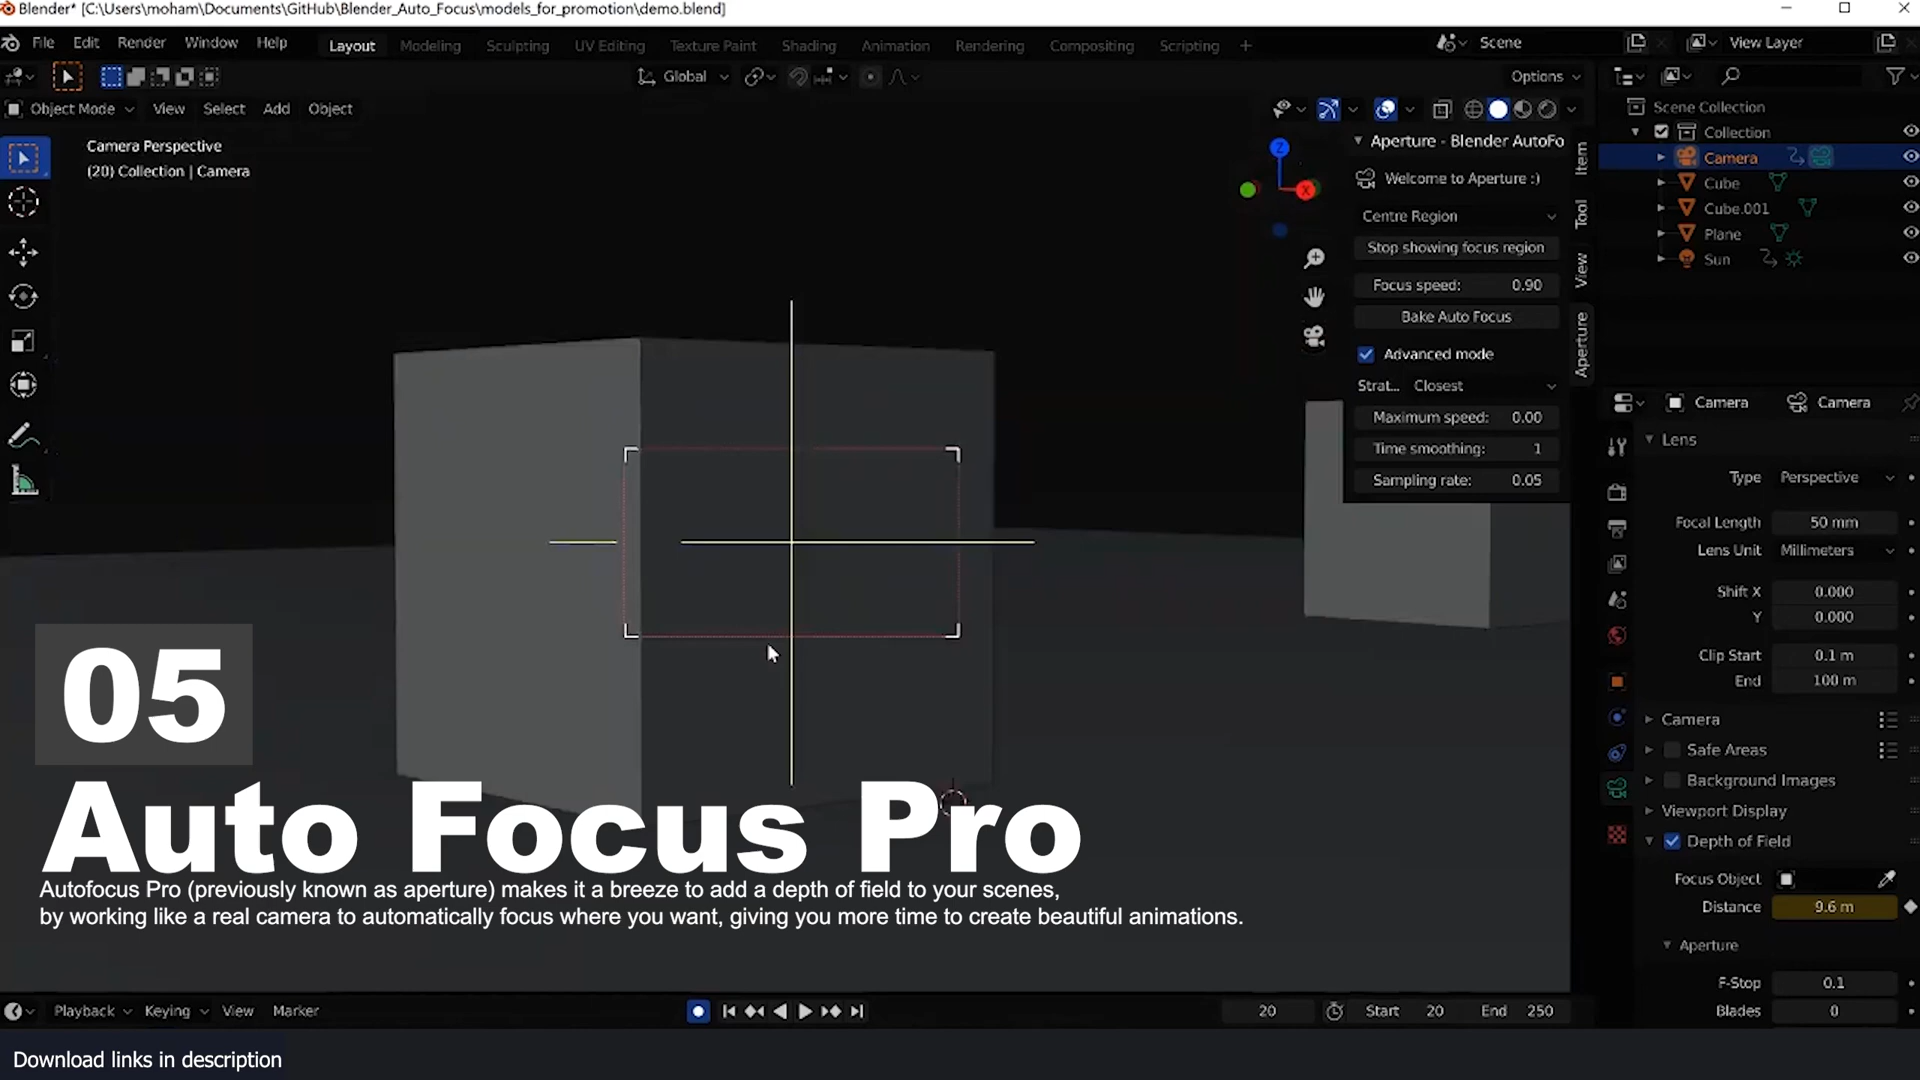 Blender* [C:\Users\moham\Documents\GitHub\Blender_Auto_Focus\models_for_promotion\demo.blend]
File Edit Render Window Help Layout Modeling Sculpting UV Editing Texture Paint Shading Animation Rendering Compositing Scripting + Scene View Layer
Global Options
Object Mode View Select Add Object
Camera Perspective
(20) Collection | Camera
Z
X
Aperture - Blender AutoFo
Welcome to Aperture :)
Centre Region
Stop showing focus region
Focus speed: 0.90
Bake Auto Focus
Advanced mode
Strat... Closest
Maximum speed: 0.00
Time smoothing: 1
Sampling rate: 0.05
Item
Tool
View
Aperture
Scene Collection
Collection
Camera
Cube
Cube.001
Plane
Sun
Camera Camera
Lens
Type Perspective
Focal Length 50 mm
Lens Unit Millimeters
Shift X 0.000
Y 0.000
Clip Start 0.1 m
End 100 m
Camera
Safe Areas
Background Images
Viewport Display
Depth of Field
Focus Object
Distance 9.6 m
Aperture
F-Stop 0.1
Blades 0
05
Auto Focus Pro
Autofocus Pro (previously known as aperture) makes it a breeze to add a depth of field to your scenes,
by working like a real camera to automatically focus where you want, giving you more time to create beautiful animations.
Playback Keying View Marker 20 Start 20 End 250
Download links in description